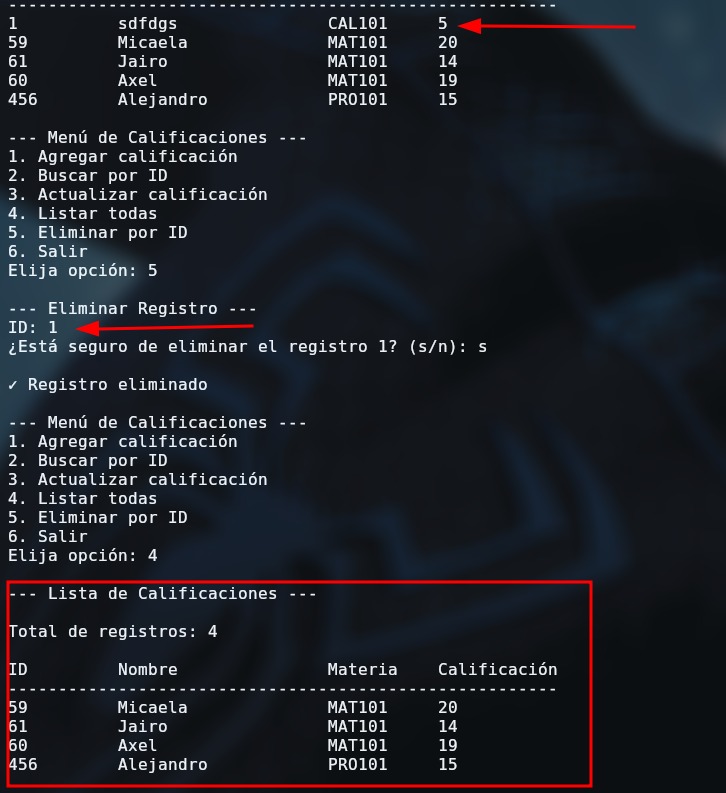 -------------------------------------------------------
1 sdfdgs CAL101 5
59 Micaela MAT101 20
61 Jairo MAT101 14
60 Axel MAT101 19
456 Alejandro PRO101 15
--- Menú de Calificaciones ---
1. Agregar calificación
2. Buscar por ID
3. Actualizar calificación
4. Listar todas
5. Eliminar por ID
6. Salir
Elija opción: 5
--- Eliminar Registro ---
ID: 1
¿Está seguro de eliminar el registro 1? (s/n): s
✓ Registro eliminado
--- Menú de Calificaciones ---
1. Agregar calificación
2. Buscar por ID
3. Actualizar calificación
4. Listar todas
5. Eliminar por ID
6. Salir
Elija opción: 4
--- Lista de Calificaciones ---
Total de registros: 4
ID Nombre Materia Calificación
-------------------------------------------------------
59 Micaela MAT101 20
61 Jairo MAT101 14
60 Axel MAT101 19
456 Alejandro PRO101 15